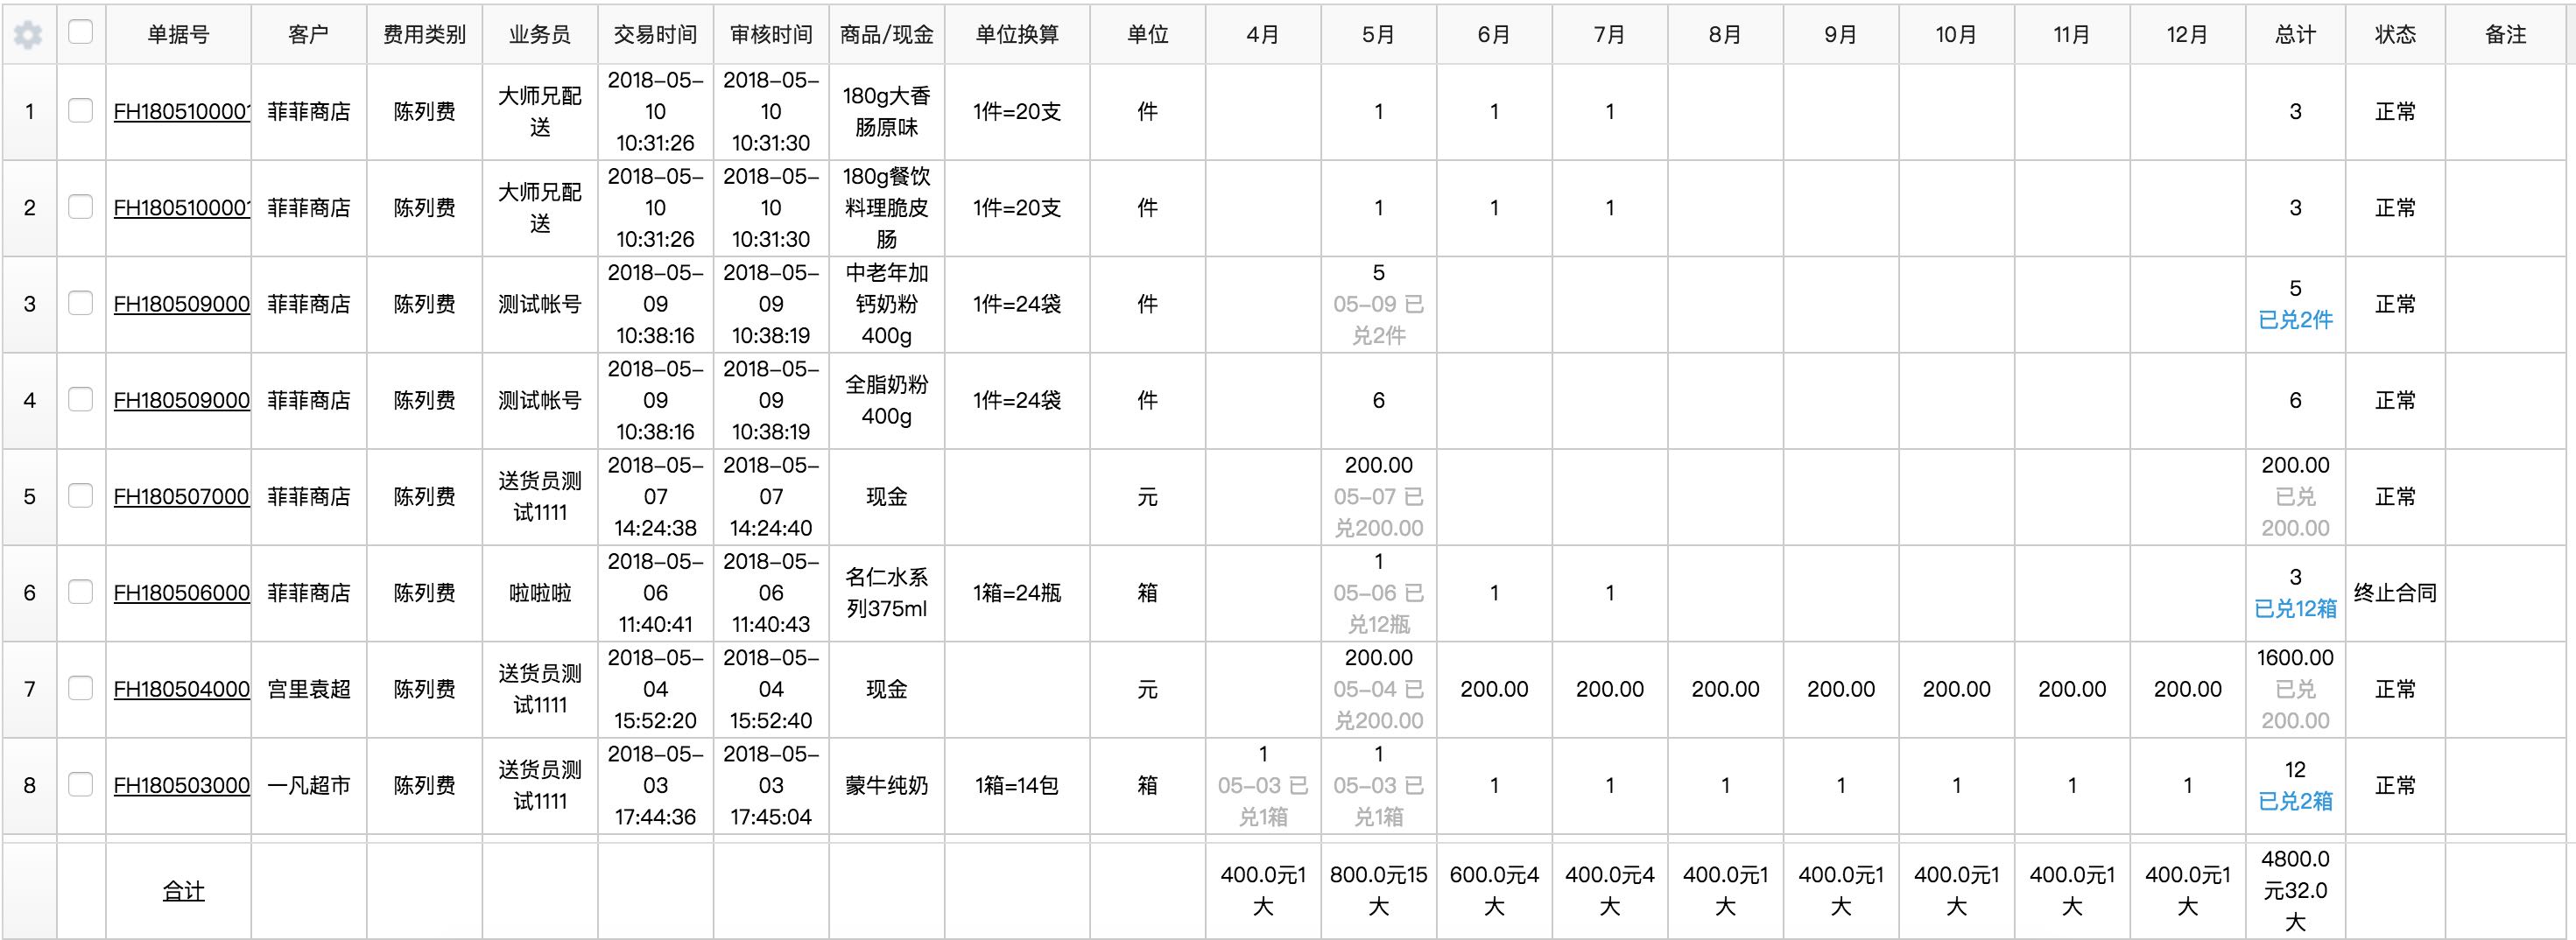 单据号 客户 费用类别 业务员 交易时间 审核时间 商品/现金 单位换算 单位 4月 5月 6月 7月 8月 9月 10月 11月 12月 总计 状态 备注
1 FH1805100001 菲菲商店 陈列费 大师兄配送 2018-05-10 10:31:26 2018-05-10 10:31:30 180g大香肠原味 1件=20支 件 1 1 1 3 正常
2 FH1805100001 菲菲商店 陈列费 大师兄配送 2018-05-10 10:31:26 2018-05-10 10:31:30 180g餐饮料理脆皮肠 1件=20支 件 1 1 1 3 正常
3 FH180509000 菲菲商店 陈列费 测试帐号 2018-05-09 10:38:16 2018-05-09 10:38:19 中老年加钙奶粉400g 1件=24袋 件 5 05-09 已兑2件 5 已兑2件 正常
4 FH180509000 菲菲商店 陈列费 测试帐号 2018-05-09 10:38:16 2018-05-09 10:38:19 全脂奶粉400g 1件=24袋 件 6 6 正常
5 FH180507000 菲菲商店 陈列费 送货员测试1111 2018-05-07 14:24:38 2018-05-07 14:24:40 现金 元 200.00 05-07 已兑200.00 200.00 已兑200.00 正常
6 FH180506000 菲菲商店 陈列费 啦啦啦 2018-05-06 11:40:41 2018-05-06 11:40:43 名仁水系列375ml 1箱=24瓶 箱 1 05-06 已兑12瓶 1 1 3 已兑12箱 终止合同
7 FH180504000 宫里袁超 陈列费 送货员测试1111 2018-05-04 15:52:20 2018-05-04 15:52:40 现金 元 200.00 05-04 已兑200.00 200.00 200.00 200.00 200.00 200.00 200.00 200.00 1600.00 已兑200.00 正常
8 FH180503000 一凡超市 陈列费 送货员测试1111 2018-05-03 17:44:36 2018-05-03 17:45:04 蒙牛纯奶 1箱=14包 箱 1 05-03 已兑1箱 1 05-03 已兑1箱 1 1 1 1 1 1 1 12 已兑2箱 正常
合计 400.0元1大 800.0元15大 600.0元4大 400.0元4大 400.0元1大 400.0元1大 400.0元1大 400.0元1大 400.0元1大 4800.0元32.0大